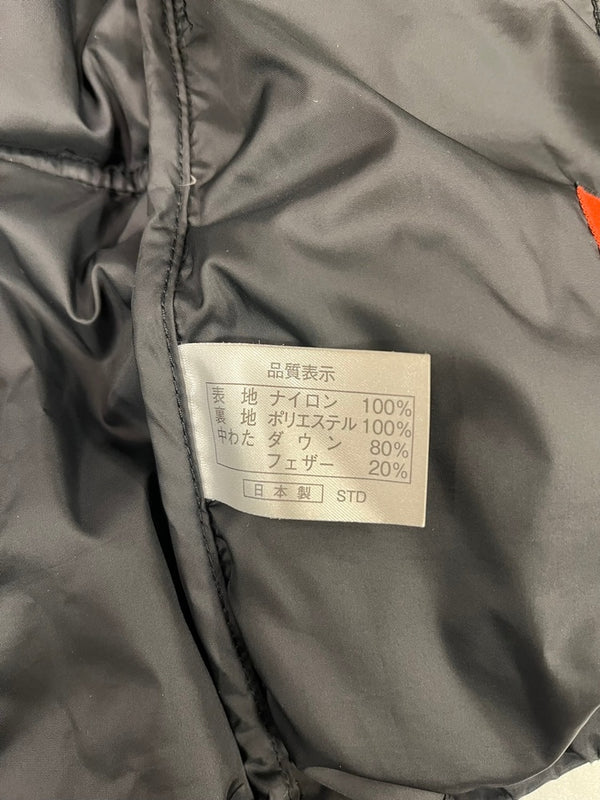 品質表示
表 地 ナイロン 100%
裏 地 ポリエステル 100%
中わた ダ ウ ン 80%
フェザー 20%
日本製 STD